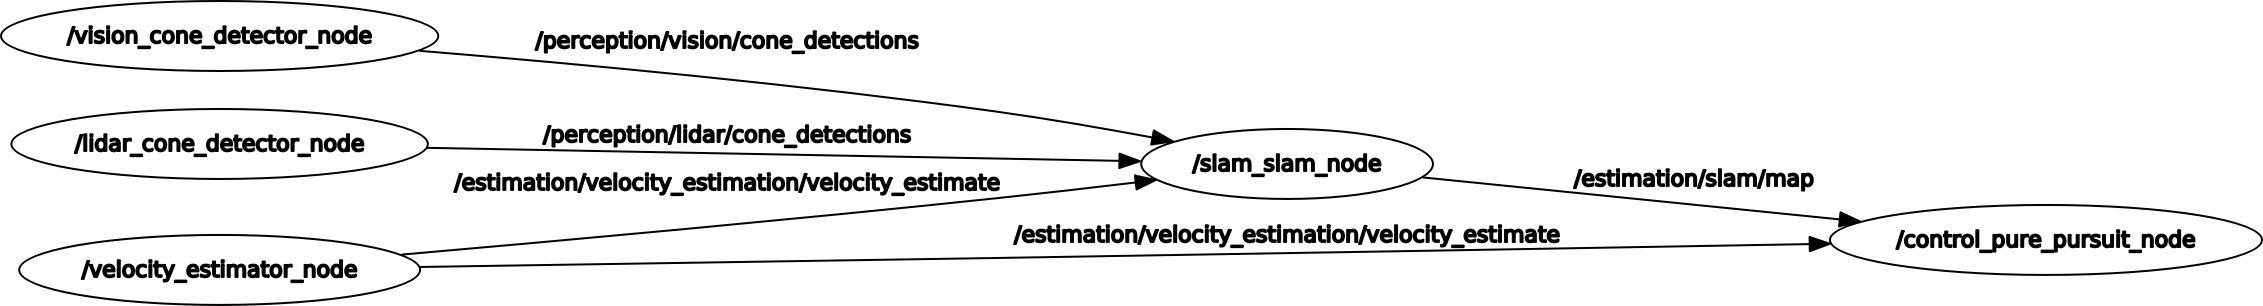 /vision_cone_detector_node
/perception/vision/cone_detections
/lidar_cone_detector_node
/perception/lidar/cone_detections
/slam_slam_node
/estimation/velocity_estimation/velocity_estimate
/estimation/slam/map
/velocity_estimator_node
/estimation/velocity_estimation/velocity_estimate
/control_pure_pursuit_node